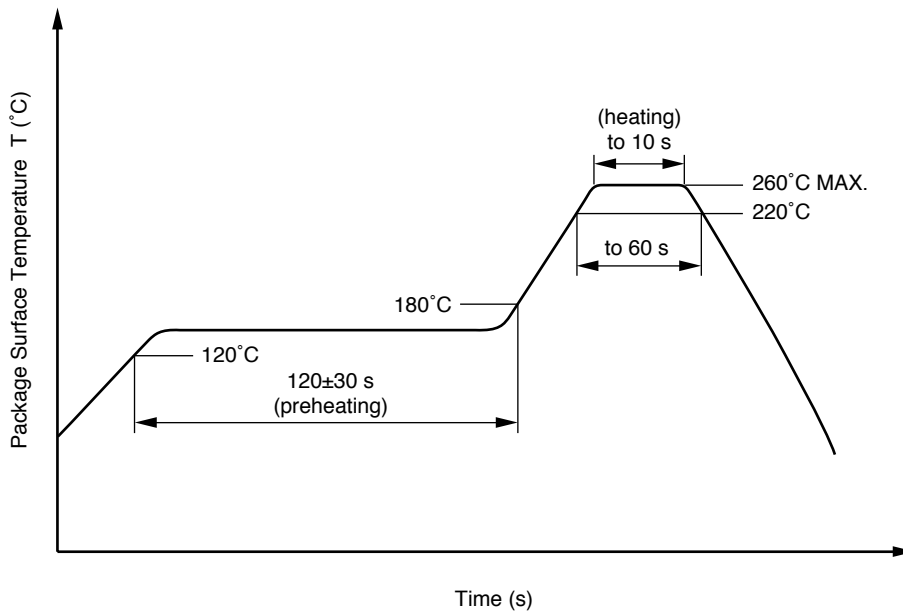 Package Surface Temperature T (˚C)
(heating)
to 10 s
260˚C MAX.
220˚C
to 60 s
180˚C
120˚C
120±30 s
(preheating)
Time (s)